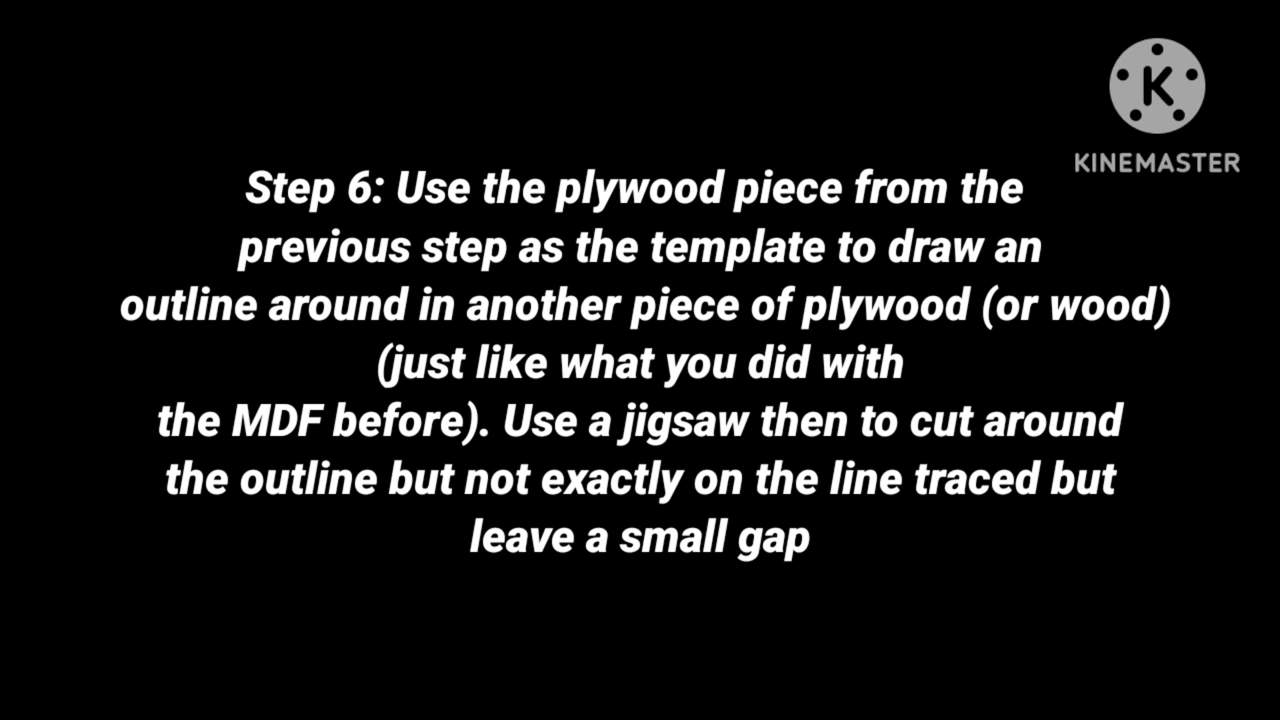 K
KINEMASTER
Step 6: Use the plywood piece from the
previous step as the template to draw an
outline around in another piece of plywood (or wood)
(just like what you did with
the MDF before). Use a jigsaw then to cut around
the outline but not exactly on the line traced but
leave a small gap